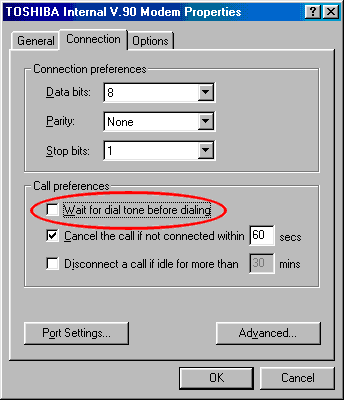 TOSHIBA Internal V.90 Modem Properties
General Connection Options
Connection preferences
Data bits: 8
Parity: None
Stop bits: 1
Call preferences
Wait for dial tone before dialing
Cancel the call if not connected within 60 secs
Disconnect a call if idle for more than 30 mins
Port Settings... Advanced...
OK Cancel